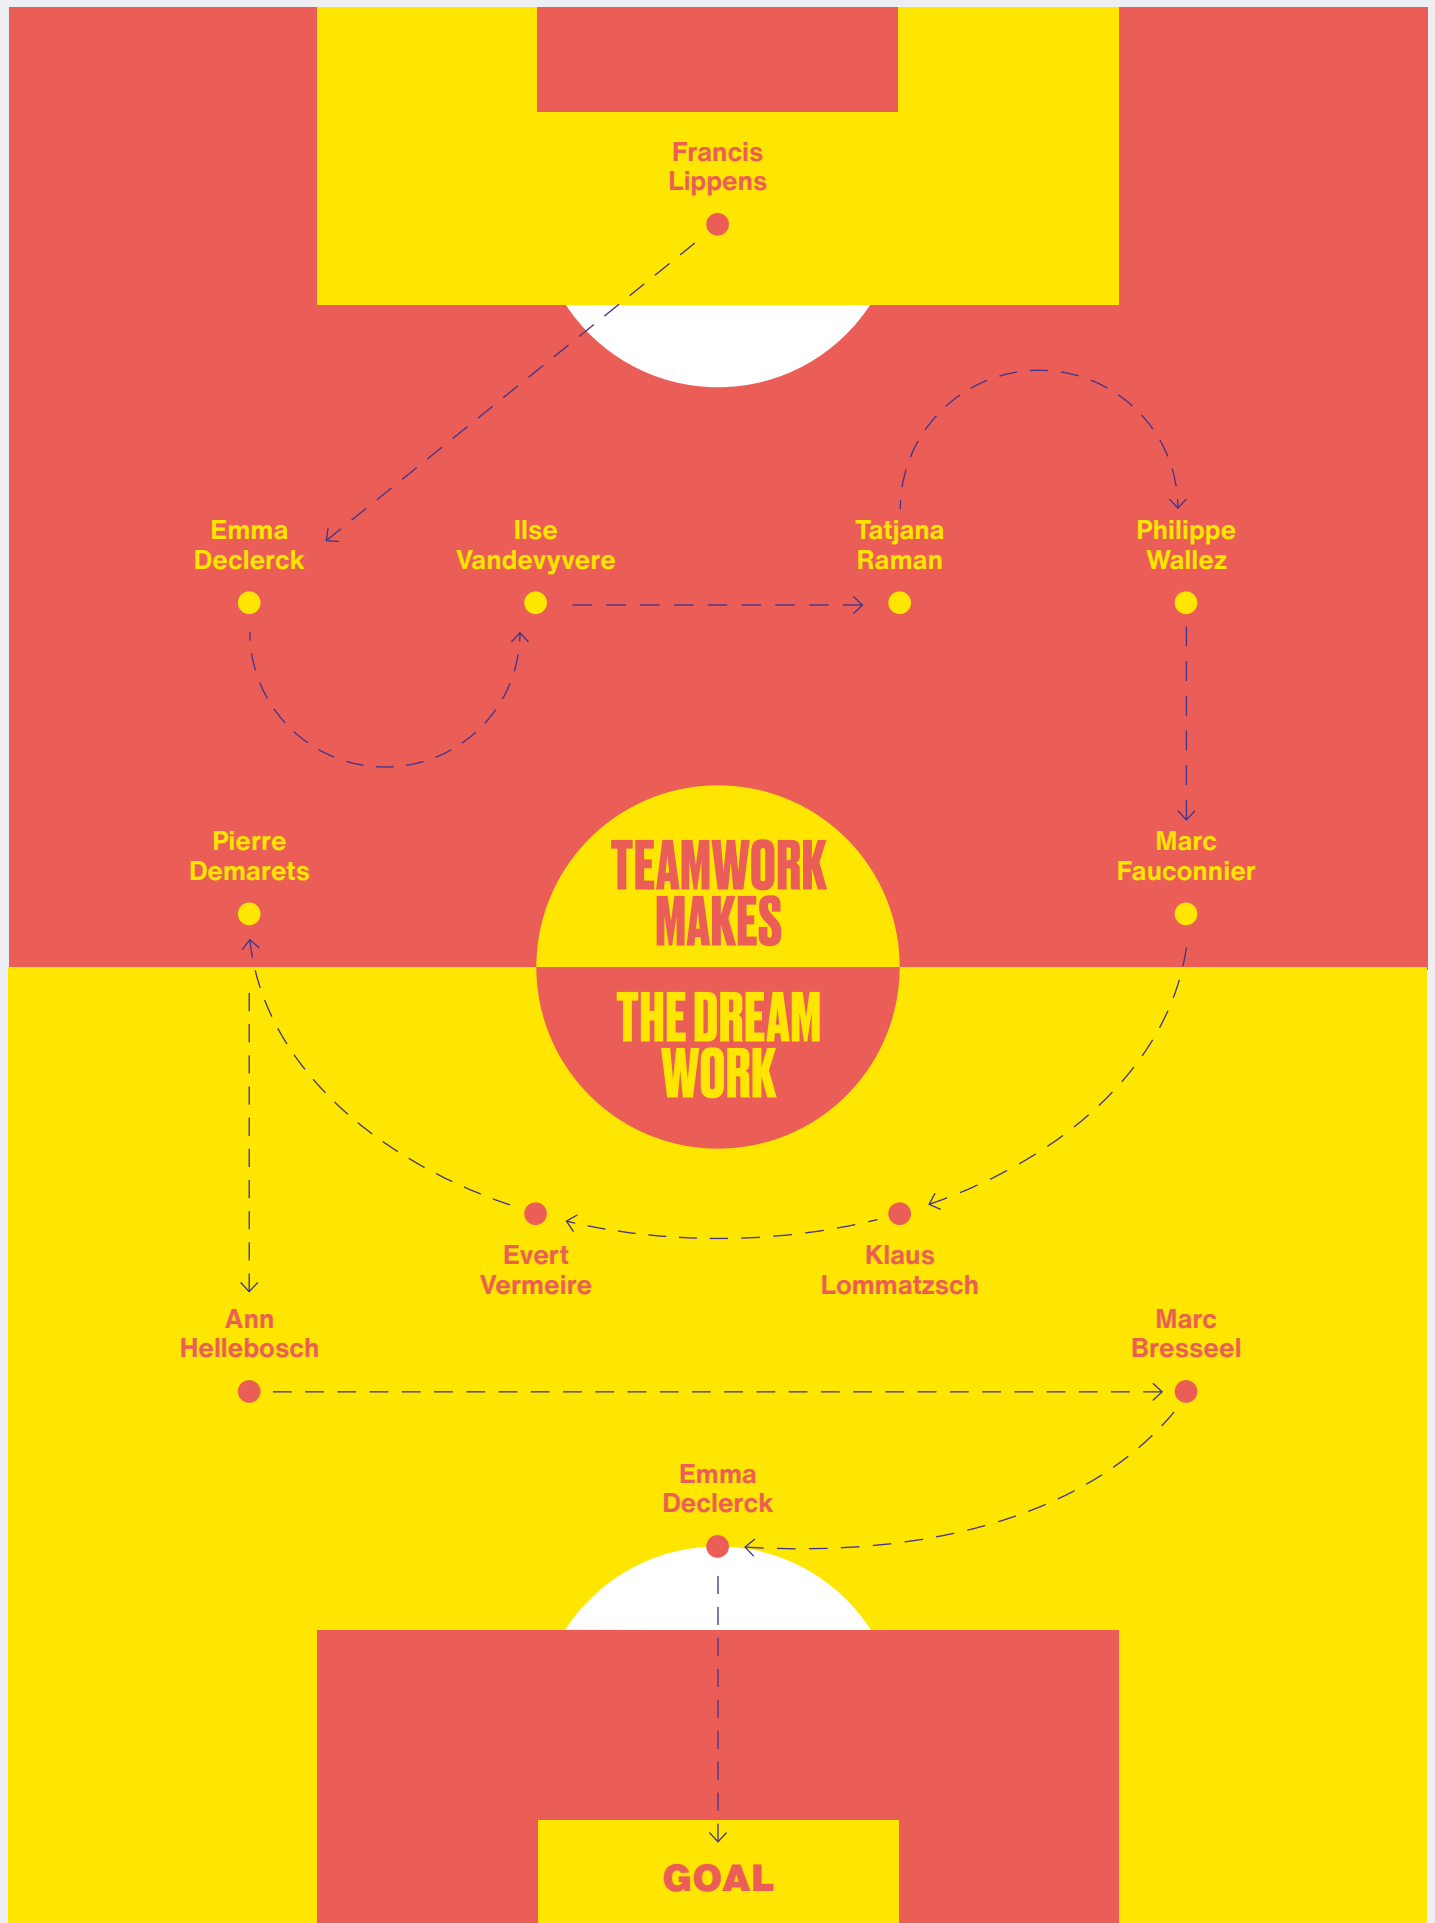 Francis
Lippens
Emma
Declerck
Ilse
Vandevyvere
Tatjana
Raman
Philippe
Wallez
Pierre
Demarets
TEAMWORK
MAKES
THE DREAM
WORK
Marc
Fauconnier
Evert
Vermeire
Klaus
Lommatzsch
Ann
Hellebosch
Marc
Bresseel
Emma
Declerck
GOAL